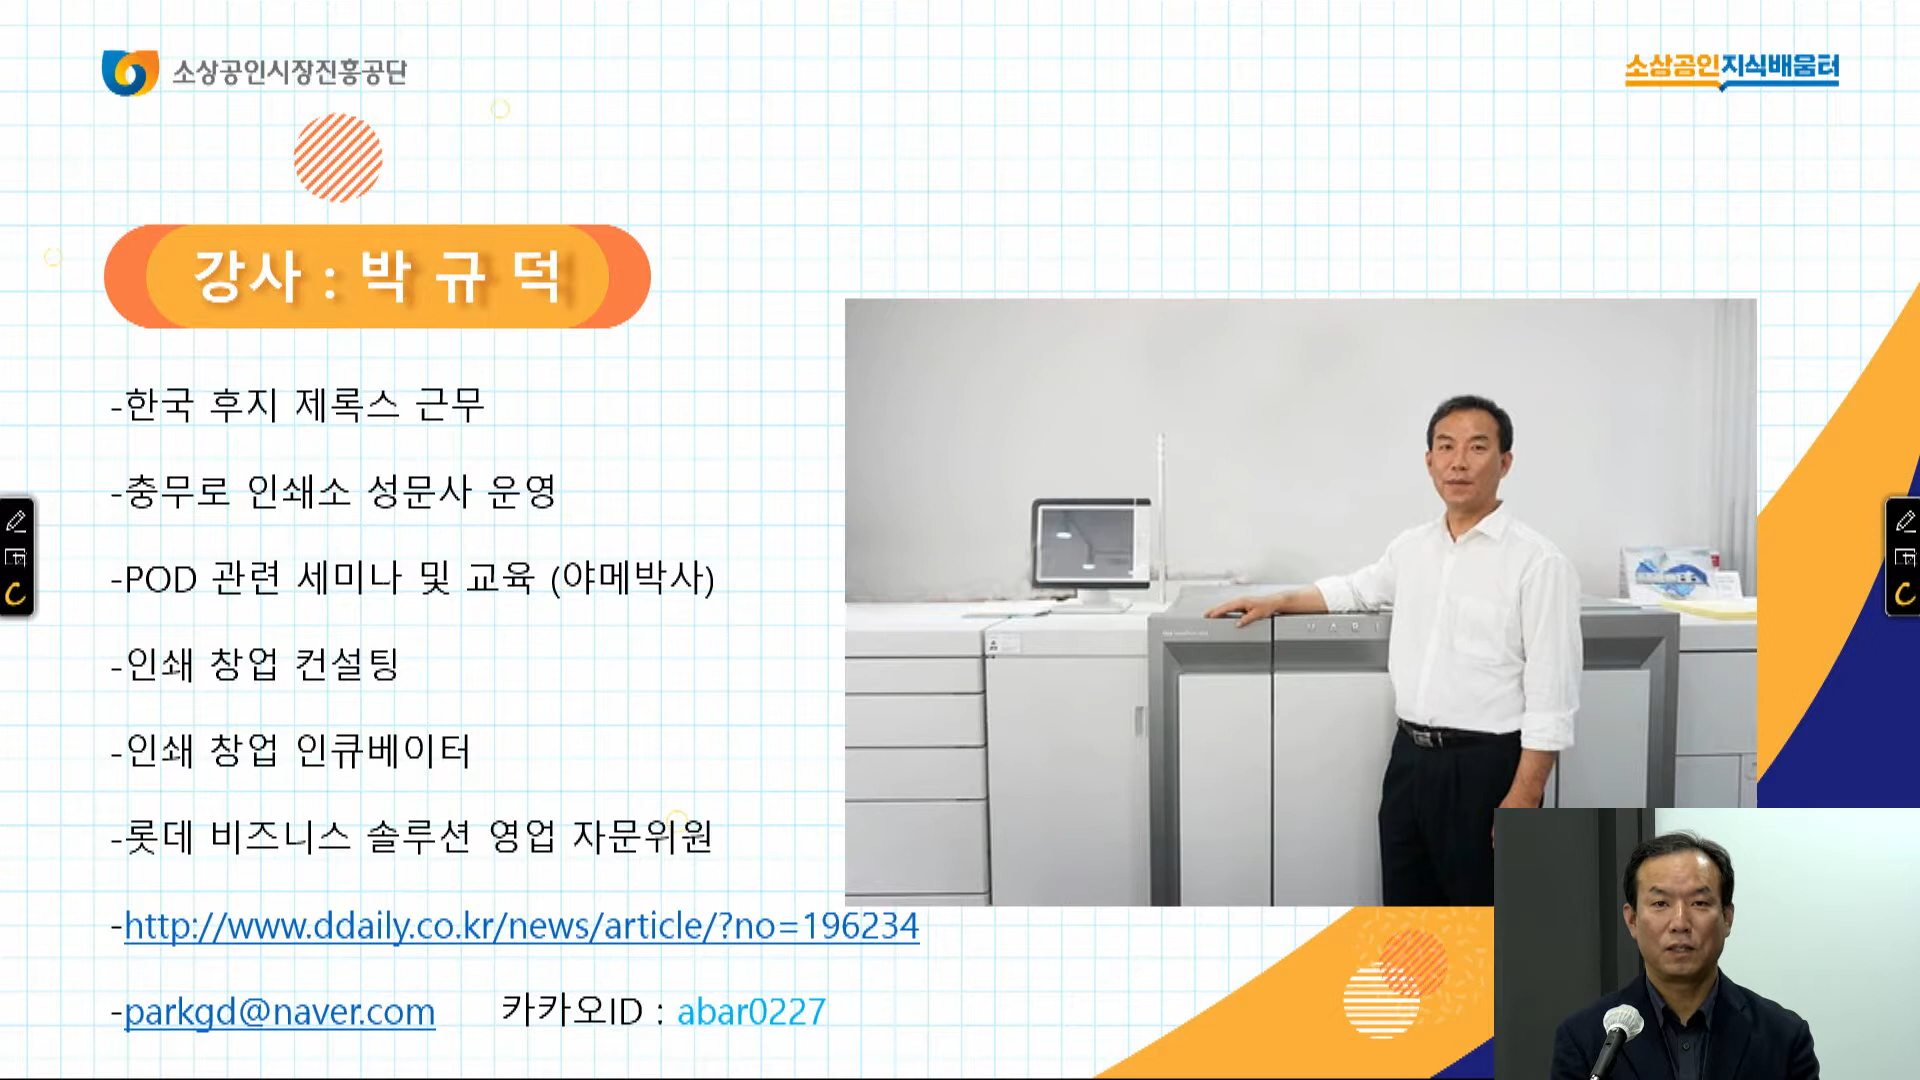 소상공인시장진흥공단
소상공인지식배움터
강사 : 박 규 덕
-한국 후지 제록스 근무
-충무로 인쇄소 성문사 운영
-POD 관련 세미나 및 교육 (야메박사)
-인쇄 창업 컨설팅
-인쇄 창업 인큐베이터
-롯데 비즈니스 솔루션 영업 자문위원
-http://www.ddaily.co.kr/news/article/?no=196234
-parkgd@naver.com 카카오ID : abar0227